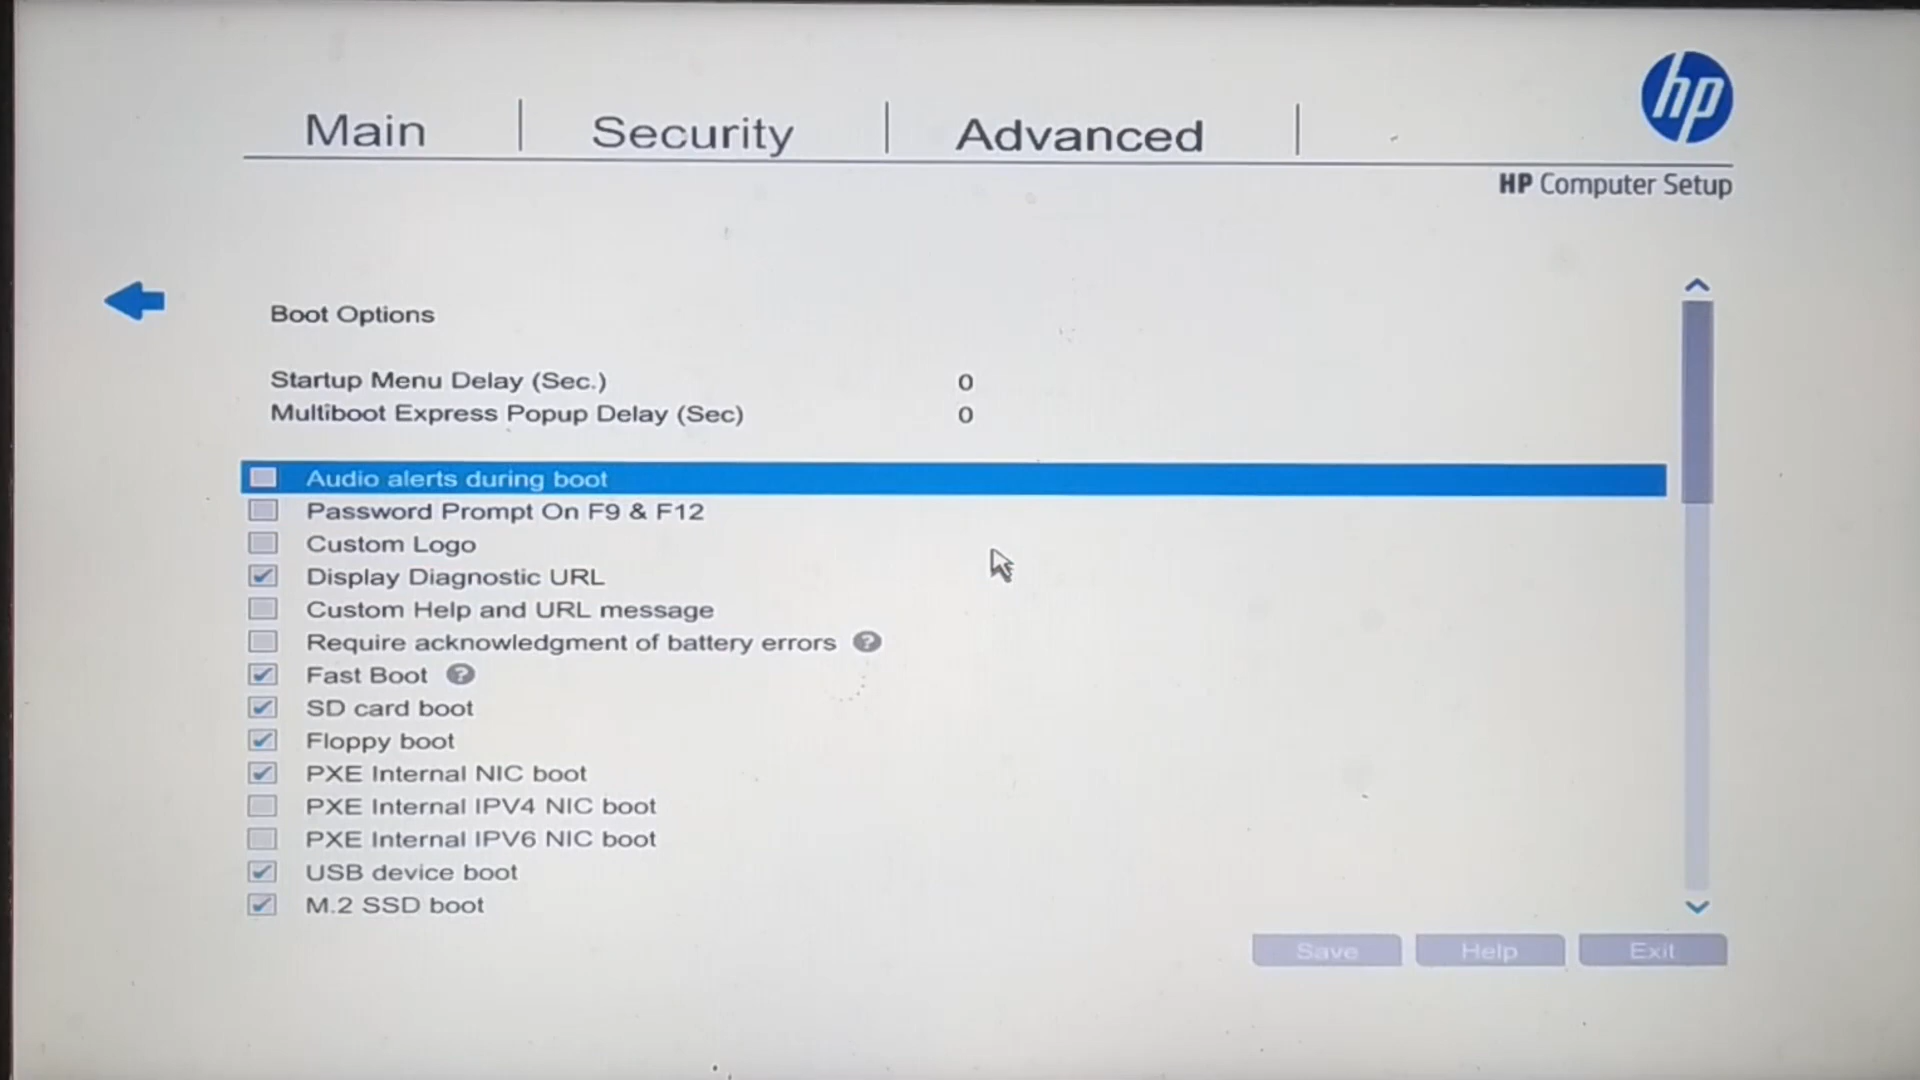 Main
Security
Advanced
hp
HP Computer Setup
Boot Options
Startup Menu Delay (Sec.) 0
Multiboot Express Popup Delay (Sec) 0
Audio alerts during boot
Password Prompt On F9 & F12
Custom Logo
Display Diagnostic URL
Custom Help and URL message
Require acknowledgment of battery errors ?
Fast Boot ?
SD card boot
Floppy boot
PXE Internal NIC boot
PXE Internal IPV4 NIC boot
PXE Internal IPV6 NIC boot
USB device boot
M.2 SSD boot
Save
Help
Exit